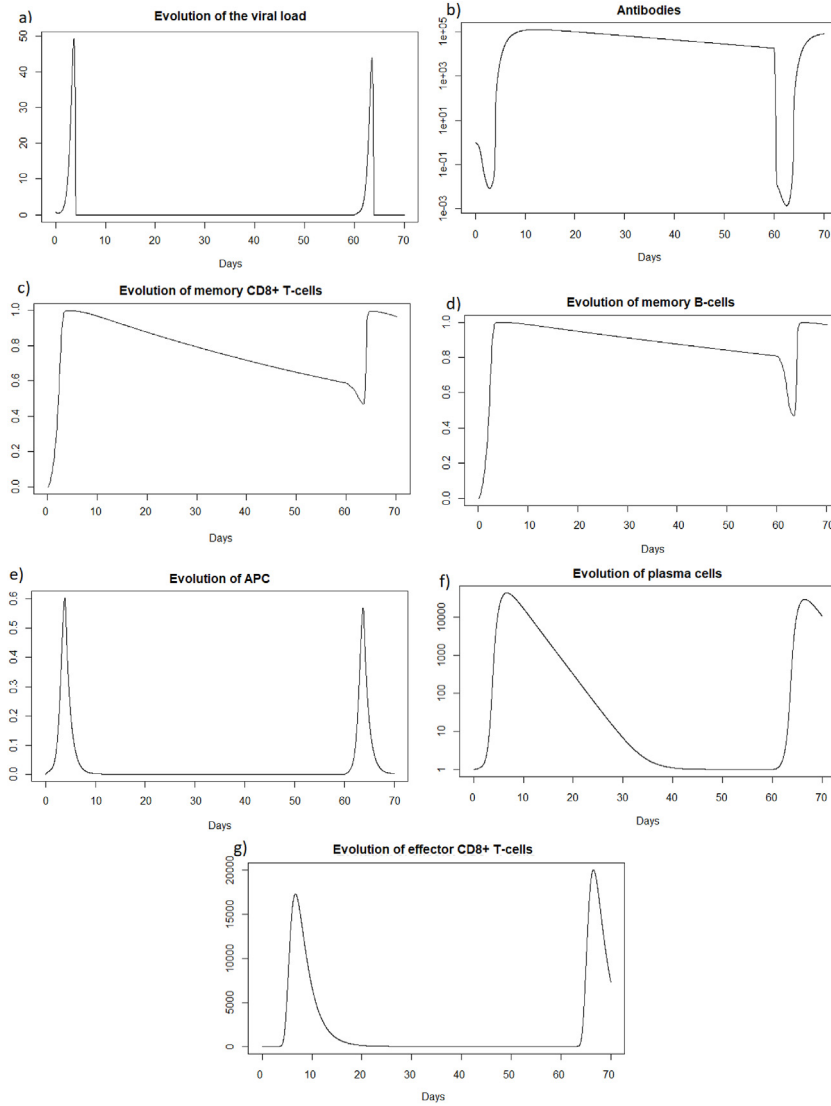 a)
Evolution of the viral load
50
40
30
20
10
0
0 10 20 30 40 50 60 70
Days
b)
Antibodies
1e+05
1e+03
1e+01
1e-01
1e-03
0 10 20 30 40 50 60 70
Days
c)
Evolution of memory CD8+ T-cells
1.0
0.8
0.6
0.4
0.2
0.0
0 10 20 30 40 50 60 70
Days
d)
Evolution of memory B-cells
1.0
0.8
0.6
0.4
0.2
0.0
0 10 20 30 40 50 60 70
Days
e)
Evolution of APC
0.6
0.5
0.4
0.3
0.2
0.1
0.0
0 10 20 30 40 50 60 70
Days
f)
Evolution of plasma cells
10000
1000
100
10
1
0 10 20 30 40 50 60 70
Days
g)
Evolution of effector CD8+ T-cells
20000
15000
10000
5000
0
0 10 20 30 40 50 60 70
Days